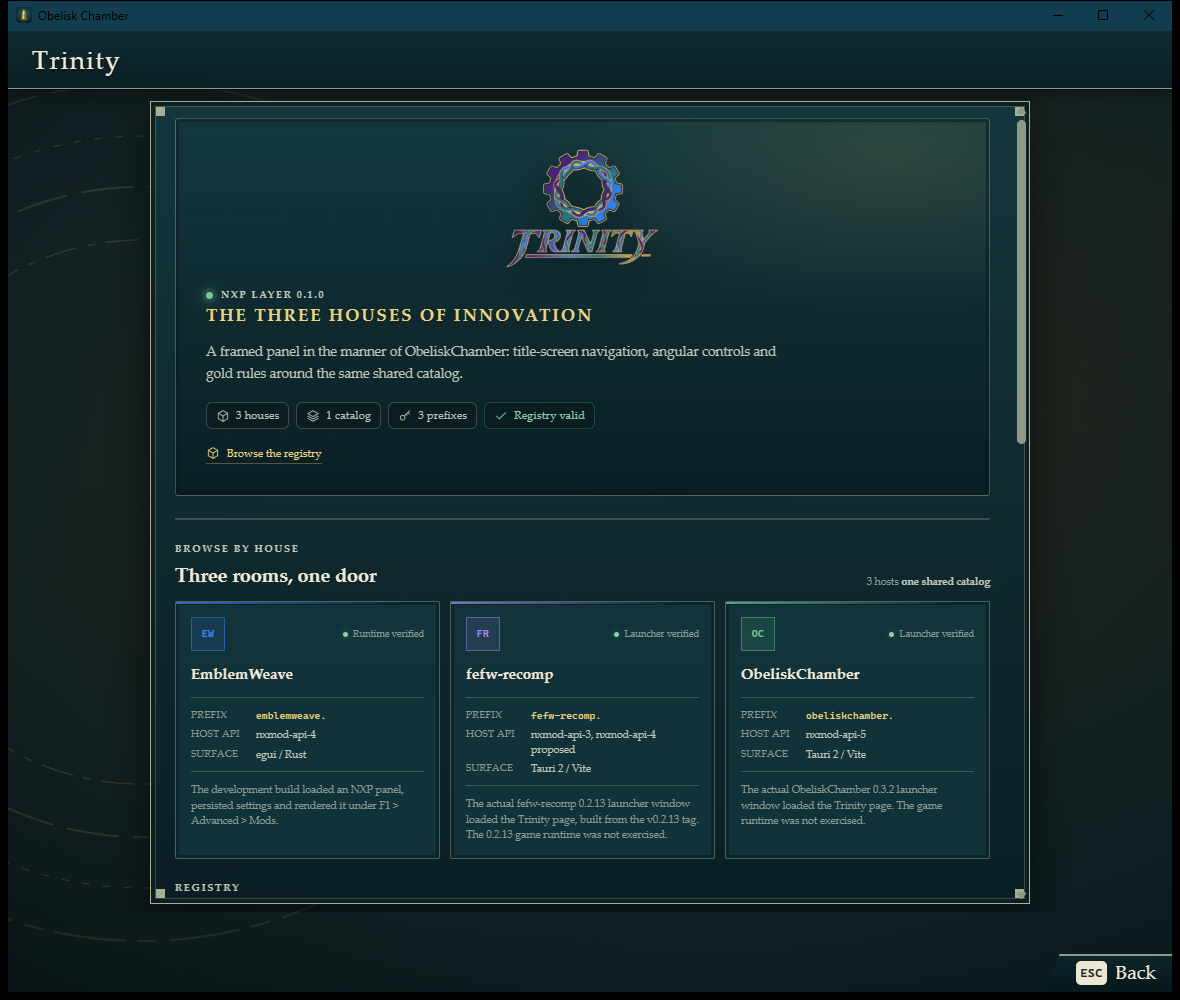 Obelisk Chamber
Trinity
TRINITY
NXP LAYER 0.1.0
THE THREE HOUSES OF INNOVATION
A framed panel in the manner of ObeliskChamber: title-screen navigation, angular controls and
gold rules around the same shared catalog.
3 houses
1 catalog
3 prefixes
Registry valid
Browse the registry
BROWSE BY HOUSE
Three rooms, one door
3 hosts one shared catalog
EW
Runtime verified
EmblemWeave
PREFIX emblemweave.
HOST API nxmod-api-4
SURFACE egui / Rust
The development build loaded an NXP panel,
persisted settings and rendered it under F1 >
Advanced > Mods.
FR
Launcher verified
fefw-recomp
PREFIX fefw-recomp.
HOST API nxmod-api-3, nxmod-api-4
proposed
SURFACE Tauri 2 / Vite
The actual fefw-recomp 0.2.13 launcher window
loaded the Trinity page, built from the v0.2.13 tag.
The 0.2.13 game runtime was not exercised.
OC
Launcher verified
ObeliskChamber
PREFIX obeliskchamber.
HOST API nxmod-api-5
SURFACE Tauri 2 / Vite
The actual ObeliskChamber 0.3.2 launcher
window loaded the Trinity page. The game
runtime was not exercised.
REGISTRY
ESC Back